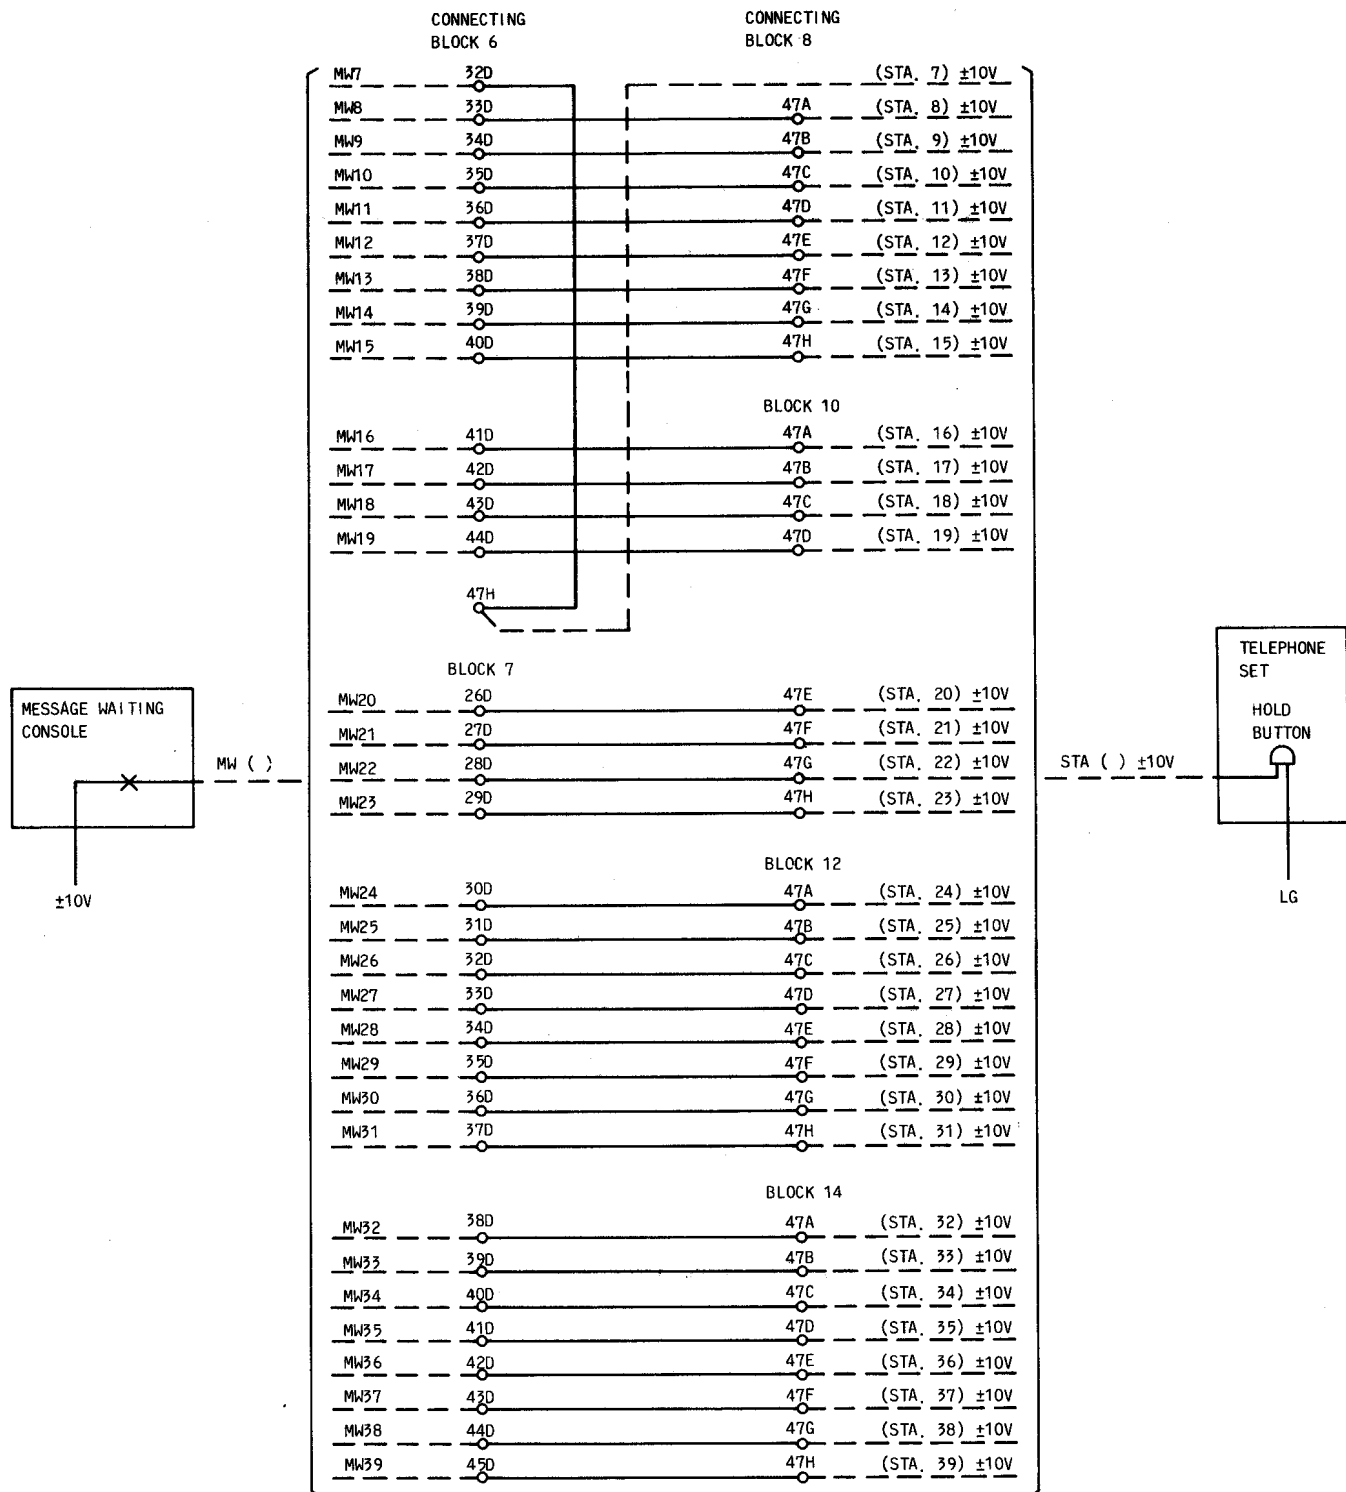 CONNECTING BLOCK 6
CONNECTING BLOCK 8
MW7 32D (STA. 7) ±10V
MW8 33D 47A (STA. 8) ±10V
MW9 34D 47B (STA. 9) ±10V
MW10 35D 47C (STA. 10) ±10V
MW11 36D 47D (STA. 11) ±10V
MW12 37D 47E (STA. 12) ±10V
MW13 38D 47F (STA. 13) ±10V
MW14 39D 47G (STA. 14) ±10V
MW15 40D 47H (STA. 15) ±10V
BLOCK 10
MW16 41D 47A (STA. 16) ±10V
MW17 42D 47B (STA. 17) ±10V
MW18 43D 47C (STA. 18) ±10V
MW19 44D 47D (STA. 19) ±10V
47H
BLOCK 7
MW20 26D 47E (STA. 20) ±10V
MW21 27D 47F (STA. 21) ±10V
MW22 28D 47G (STA. 22) ±10V
MW23 29D 47H (STA. 23) ±10V
BLOCK 12
MW24 30D 47A (STA. 24) ±10V
MW25 31D 47B (STA. 25) ±10V
MW26 32D 47C (STA. 26) ±10V
MW27 33D 47D (STA. 27) ±10V
MW28 34D 47E (STA. 28) ±10V
MW29 35D 47F (STA. 29) ±10V
MW30 36D 47G (STA. 30) ±10V
MW31 37D 47H (STA. 31) ±10V
BLOCK 14
MW32 38D 47A (STA. 32) ±10V
MW33 39D 47B (STA. 33) ±10V
MW34 40D 47C (STA. 34) ±10V
MW35 41D 47D (STA. 35) ±10V
MW36 42D 47E (STA. 36) ±10V
MW37 43D 47F (STA. 37) ±10V
MW38 44D 47G (STA. 38) ±10V
MW39 45D 47H (STA. 39) ±10V
MESSAGE WAITING
CONSOLE
MW ( )
±10V
STA ( ) ±10V
TELEPHONE
SET
HOLD
BUTTON
LG